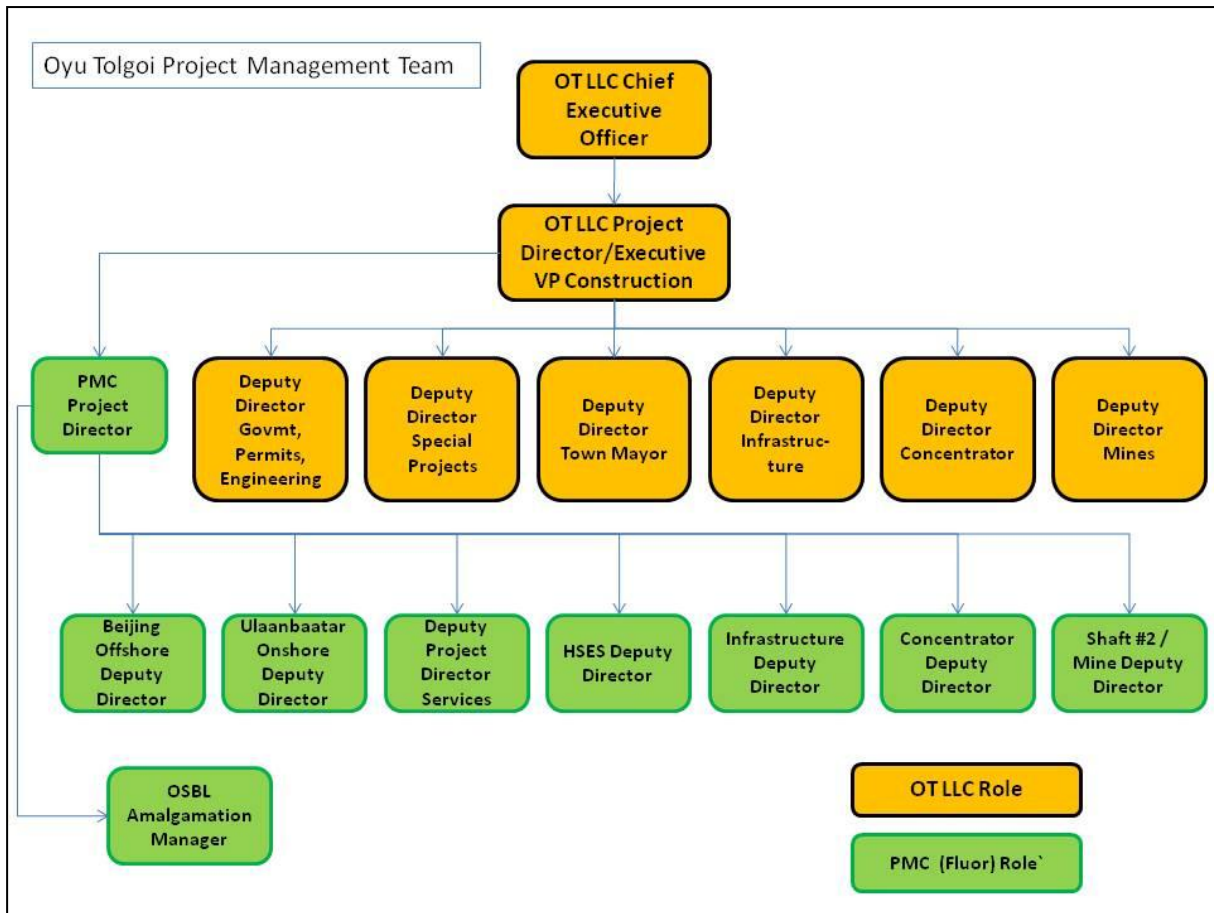 Oyu Tolgoi Project Management Team
OT LLC Chief
Executive
Officer
OT LLC Project
Director/Executive
VP Construction
PMC
Project
Director
Deputy
Director
Govmt,
Permits,
Engineering
Deputy
Director
Special
Projects
Deputy
Director
Town Mayor
Deputy
Director
Infrastruc-
ture
Deputy
Director
Concentrator
Deputy
Director
Mines
Beijing
Offshore
Deputy
Director
Ulaanbaatar
Onshore
Deputy
Director
Deputy
Project
Director
Services
HSES Deputy
Director
Infrastructure
Deputy
Director
Concentrator
Deputy
Director
Shaft #2 /
Mine Deputy
Director
OSBL
Amalgamation
Manager
OT LLC Role
PMC (Fluor) Role`